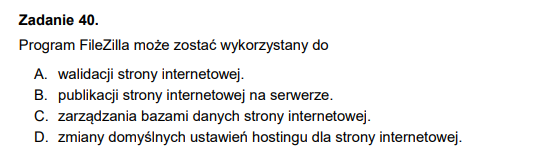 Zadanie 40.
Program FileZilla może zostać wykorzystany do
A. walidacji strony internetowej.
B. publikacji strony internetowej na serwerze.
C. zarządzania bazami danych strony internetowej.
D. zmiany domyślnych ustawień hostingu dla strony internetowej.